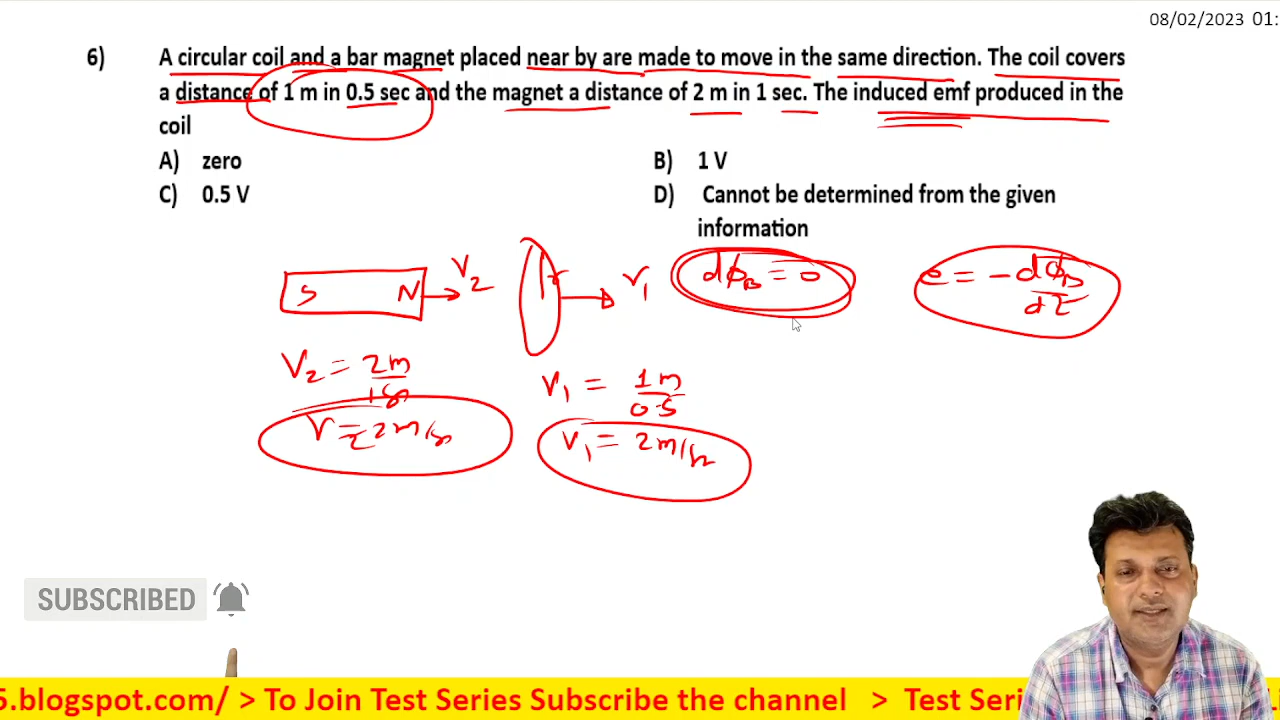 08/02/2023 01:
6) A circular coil and a bar magnet placed near by are made to move in the same direction. The coil covers
a distance of 1 m in 0.5 sec and the magnet a distance of 2 m in 1 sec. The induced emf produced in the
coil
A) zero B) 1 V
C) 0.5 V D) Cannot be determined from the given
information
S N V2 V1 dϕB = 0 e = - dϕB/dt
V2 = 2m/1s V1 = 1m/0.5
V2 = 2m/s V1 = 2m/s
SUBSCRIBED
5.blogspot.com/ > To Join Test Series Subscribe the channel > Test Seri